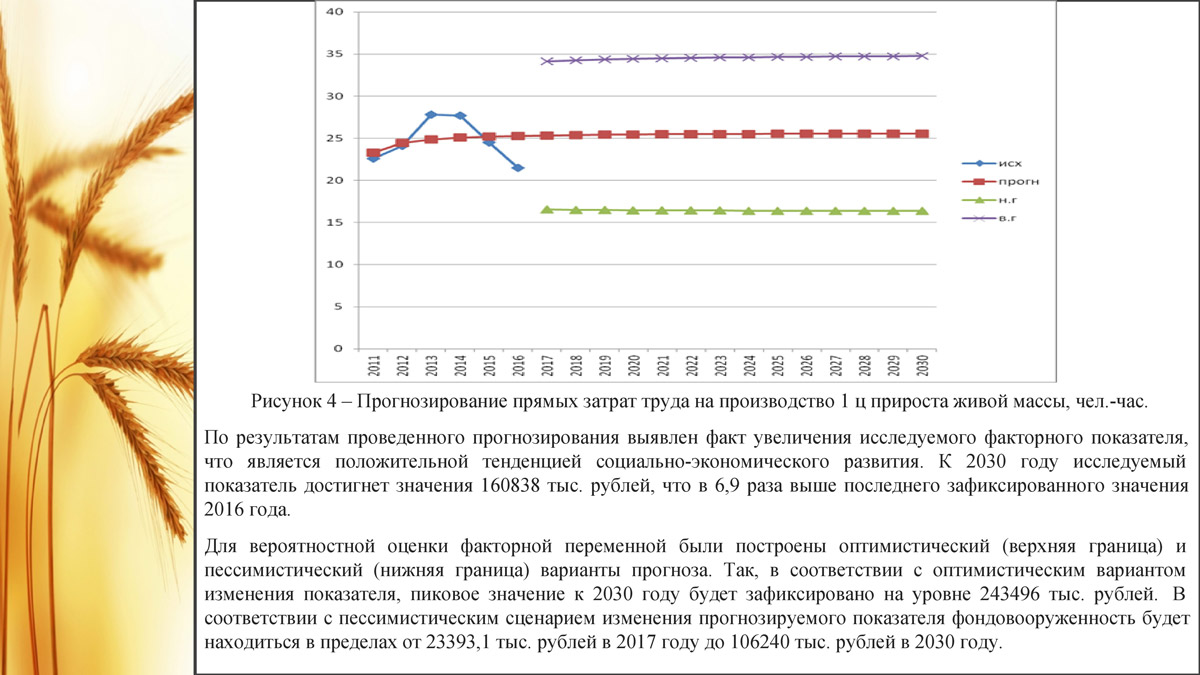 40
35
30
25
20
15
10
5
0
2011 2012 2013 2014 2015 2016 2017 2018 2019 2020 2021 2022 2023 2024 2025 2026 2027 2028 2029 2030
исх
прогн
н.г
в.г
Рисунок 4 – Прогнозирование прямых затрат труда на производство 1 ц прироста живой массы, чел.-час.
По результатам проведенного прогнозирования выявлен факт увеличения исследуемого факторного показателя,
что является положительной тенденцией социально-экономического развития. К 2030 году исследуемый
показатель достигнет значения 160838 тыс. рублей, что в 6,9 раза выше последнего зафиксированного значения
2016 года.
Для вероятностной оценки факторной переменной были построены оптимистический (верхняя граница) и
пессимистический (нижняя граница) варианты прогноза. Так, в соответствии с оптимистическим вариантом
изменения показателя, пиковое значение к 2030 году будет зафиксировано на уровне 243496 тыс. рублей. В
соответствии с пессимистическим сценарием изменения прогнозируемого показателя фондовооруженность будет
находиться в пределах от 23393,1 тыс. рублей в 2017 году до 106240 тыс. рублей в 2030 году.